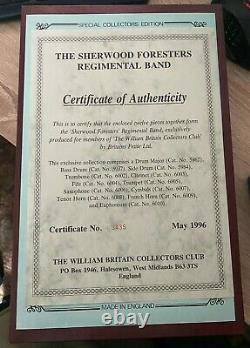 SPECIAL COLLECTORS EDITION
THE SHERWOOD FORESTERS
REGIMENTAL BAND
Certificate of Authenticity
This is to certify that the enclosed twelve pieces together form
the 'Sherwood Foresters' Regimental Band, exclusively
produced for members of 'The William Britain Collectors Club'
by Britains Petite Ltd.
This exclusive collection comprises a Drum Major (Cat. No. 5962),
Bass Drum (Cat. No. 5983), Side Drum (Cat. No. 5984),
Trombone (Cat. No. 6002), Clarinet (Cat. No. 6003),
Fife (Cat. No. 6004), Trumpet (Cat. No. 6005),
Saxophone (Cat. No. 6006), Cymbals (Cat. No. 6007),
Tenor Horn (Cat. No. 6008), French Horn (Cat. No. 6009),
and Euphonium (Cat. No. 6010).
Certificate No. 3435 May 1996
THE WILLIAM BRITAIN COLLECTORS CLUB
PO Box 1946, Halesowen, West Midlands B63 3TS
England
MADE IN ENGLAND